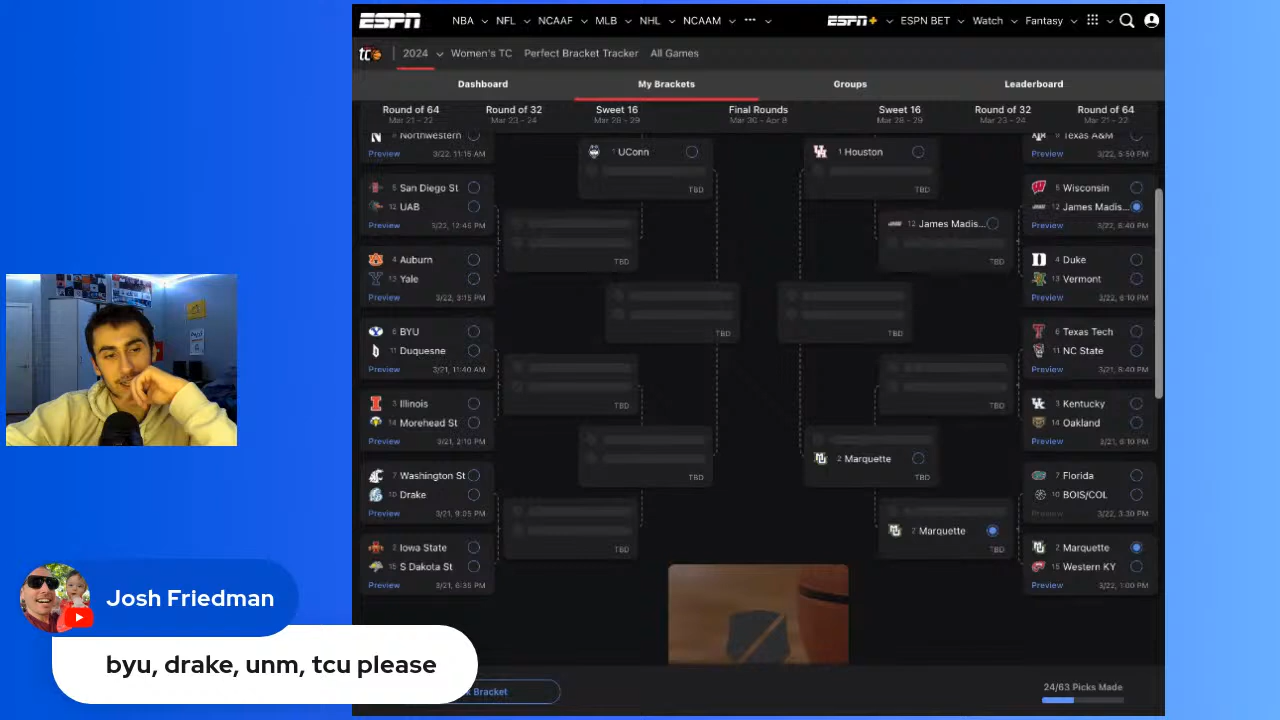 ESPN NBA NFL NCAAF MLB NHL NCAAM ESPN+ ESPN BET Watch Fantasy
tc 2024 Women's TC Perfect Bracket Tracker All Games
Dashboard My Brackets Groups Leaderboard
Round of 64 Round of 32 Sweet 16 Final Rounds Sweet 16 Round of 32 Round of 64
Mar 21 - 22 Mar 23 - 24 Mar 28 - 29 Mar 30 - Apr 8 Mar 28 - 29 Mar 23 - 24 Mar 21 - 22
9 Northwestern
Preview 3/22, 11:15 AM
5 San Diego St
12 UAB
Preview 3/22, 12:45 PM
4 Auburn
13 Yale
Preview 3/22, 3:15 PM
6 BYU
11 Duquesne
Preview 3/21, 11:40 AM
3 Illinois
14 Morehead St
Preview 3/21, 2:10 PM
7 Washington St
10 Drake
Preview 3/21, 9:05 PM
2 Iowa State
15 S Dakota St
Preview 3/21, 6:35 PM
TBD
TBD
TBD
1 UConn
TBD
TBD
TBD
1 Houston
TBD
TBD
2 Marquette
TBD
12 James Madis...
TBD
TBD
2 Marquette
TBD
9 Texas A&M
Preview 3/22, 5:50 PM
5 Wisconsin
12 James Madis...
Preview 3/22, 8:40 PM
4 Duke
13 Vermont
Preview 3/22, 6:10 PM
6 Texas Tech
11 NC State
Preview 3/21, 8:40 PM
3 Kentucky
14 Oakland
Preview 3/21, 6:10 PM
7 Florida
10 BOIS/COL
Preview 3/22, 3:30 PM
2 Marquette
15 Western KY
Preview 3/22, 1:00 PM
Bracket
24/63 Picks Made
Josh Friedman
byu, drake, unm, tcu please